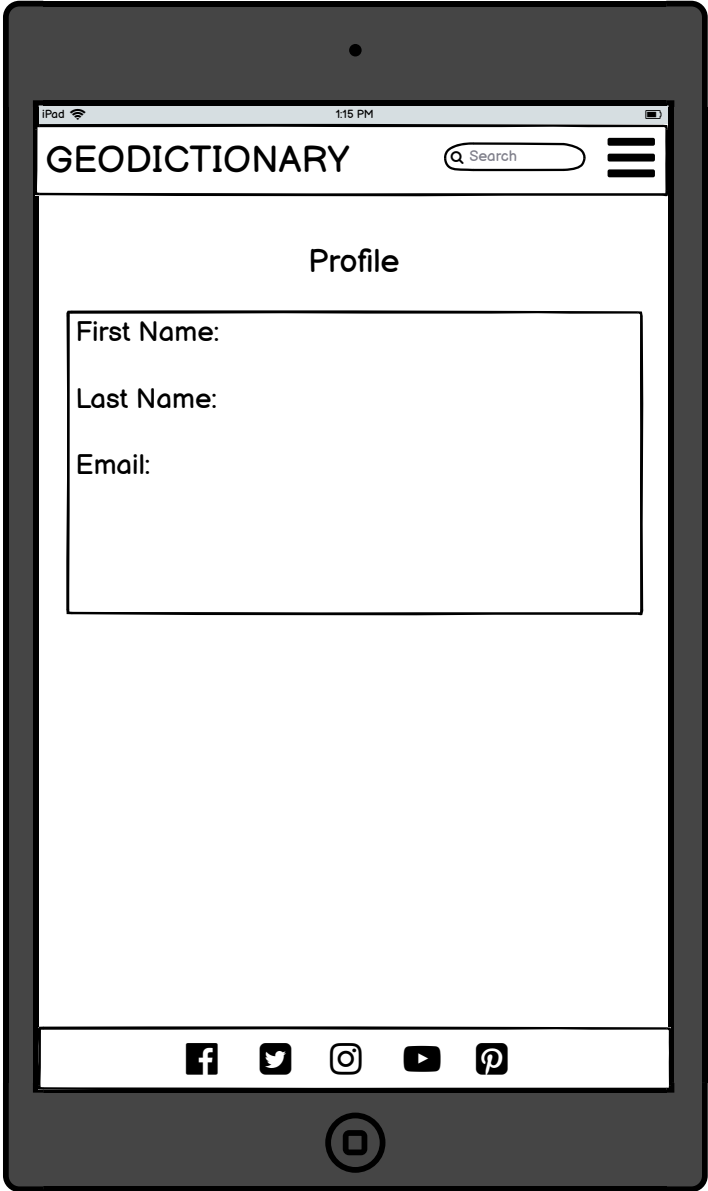 iPad 1:15 PM
GEODICTIONARY Search
Profile
First Name:
Last Name:
Email: